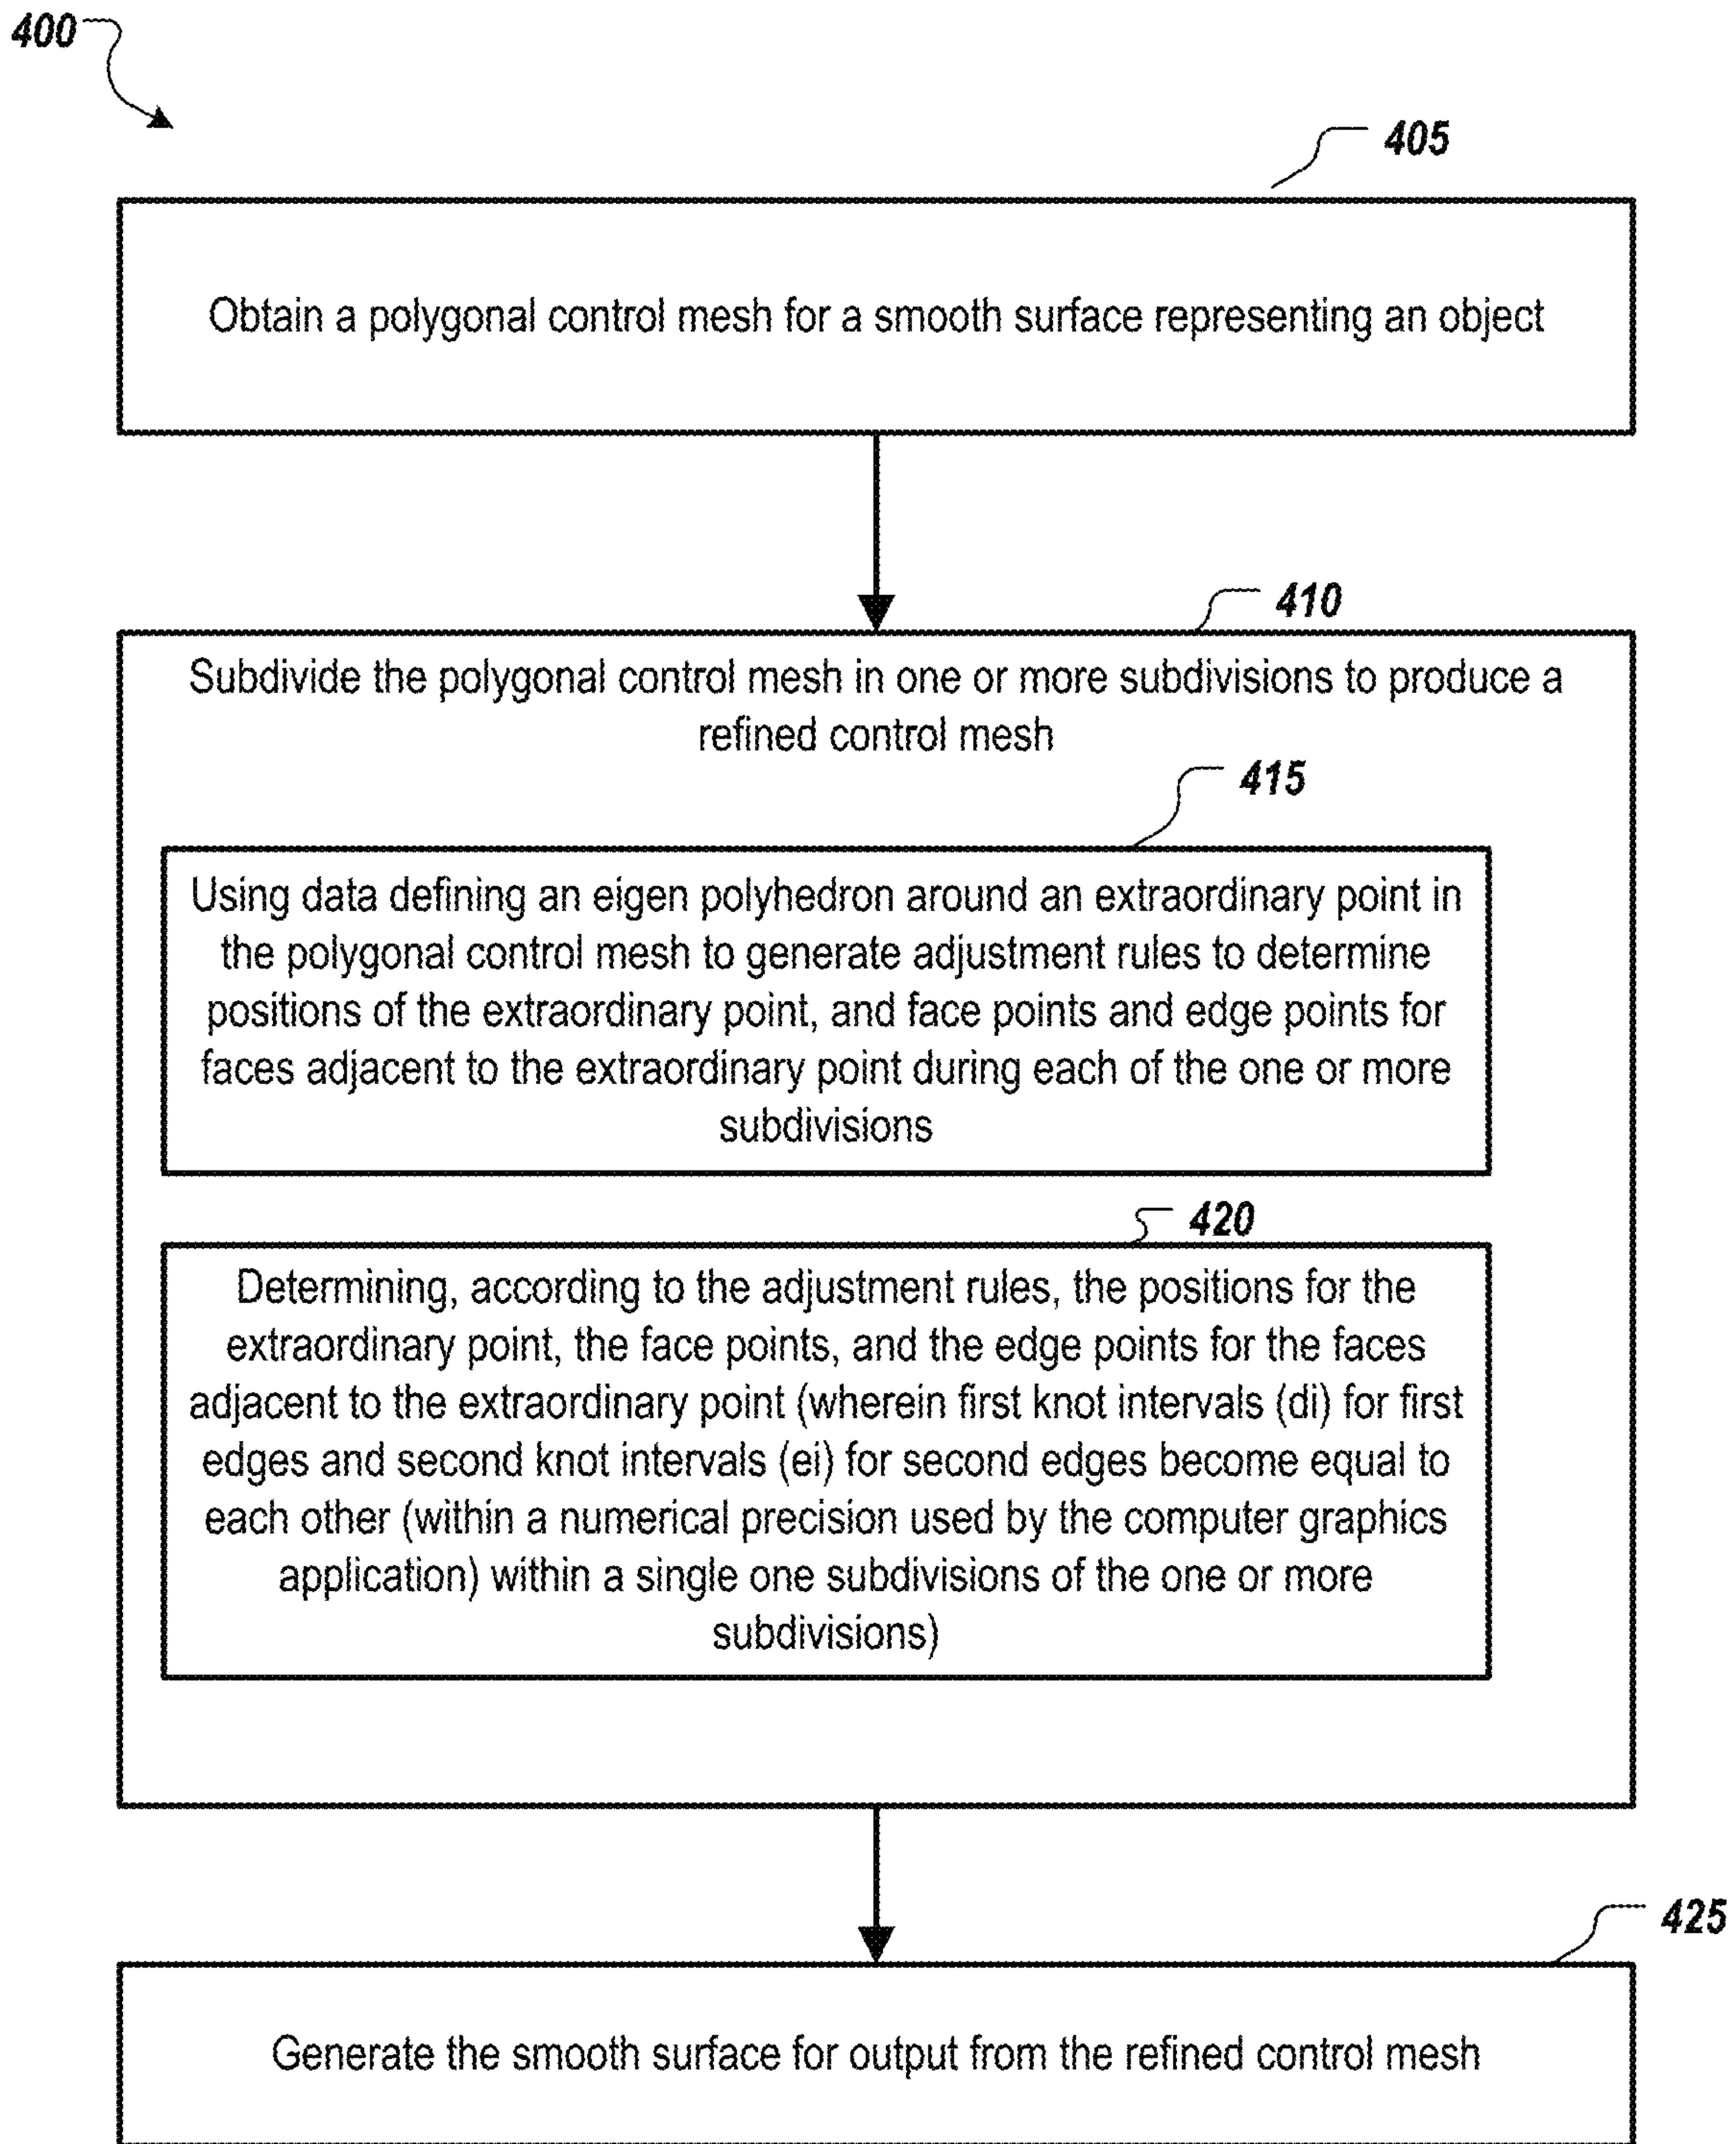 400
405
Obtain a polygonal control mesh for a smooth surface representing an object
410
Subdivide the polygonal control mesh in one or more subdivisions to produce a
refined control mesh
415
Using data defining an eigen polyhedron around an extraordinary point in
the polygonal control mesh to generate adjustment rules to determine
positions of the extraordinary point, and face points and edge points for
faces adjacent to the extraordinary point during each of the one or more
subdivisions
420
Determining, according to the adjustment rules, the positions for the
extraordinary point, the face points, and the edge points for the faces
adjacent to the extraordinary point (wherein first knot intervals (di) for first
edges and second knot intervals (ei) for second edges become equal to
each other (within a numerical precision used by the computer graphics
application) within a single one subdivisions of the one or more
subdivisions)
425
Generate the smooth surface for output from the refined control mesh